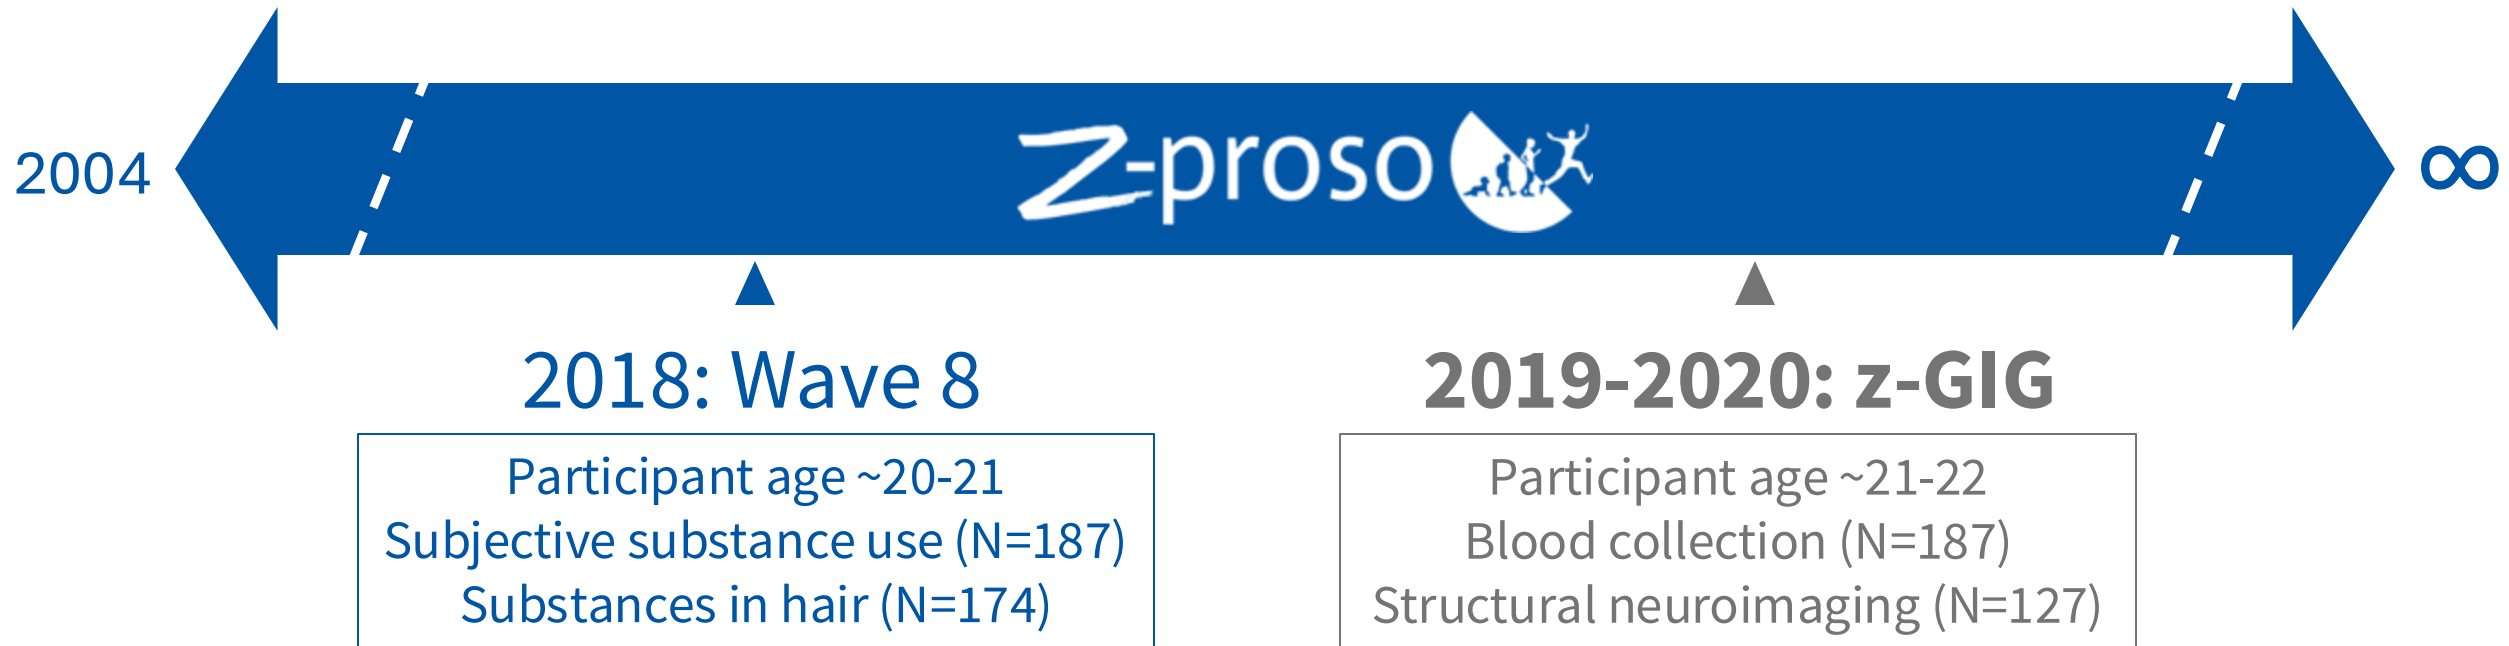 2004
z-proso
∞
2018: Wave 8
2019-2020: z-GIG
Participant age ~20-21
Subjective substance use (N=187)
Substances in hair (N=174)
Participant age ~21-22
Blood collection (N=187)
Structural neuroimaging (N=127)